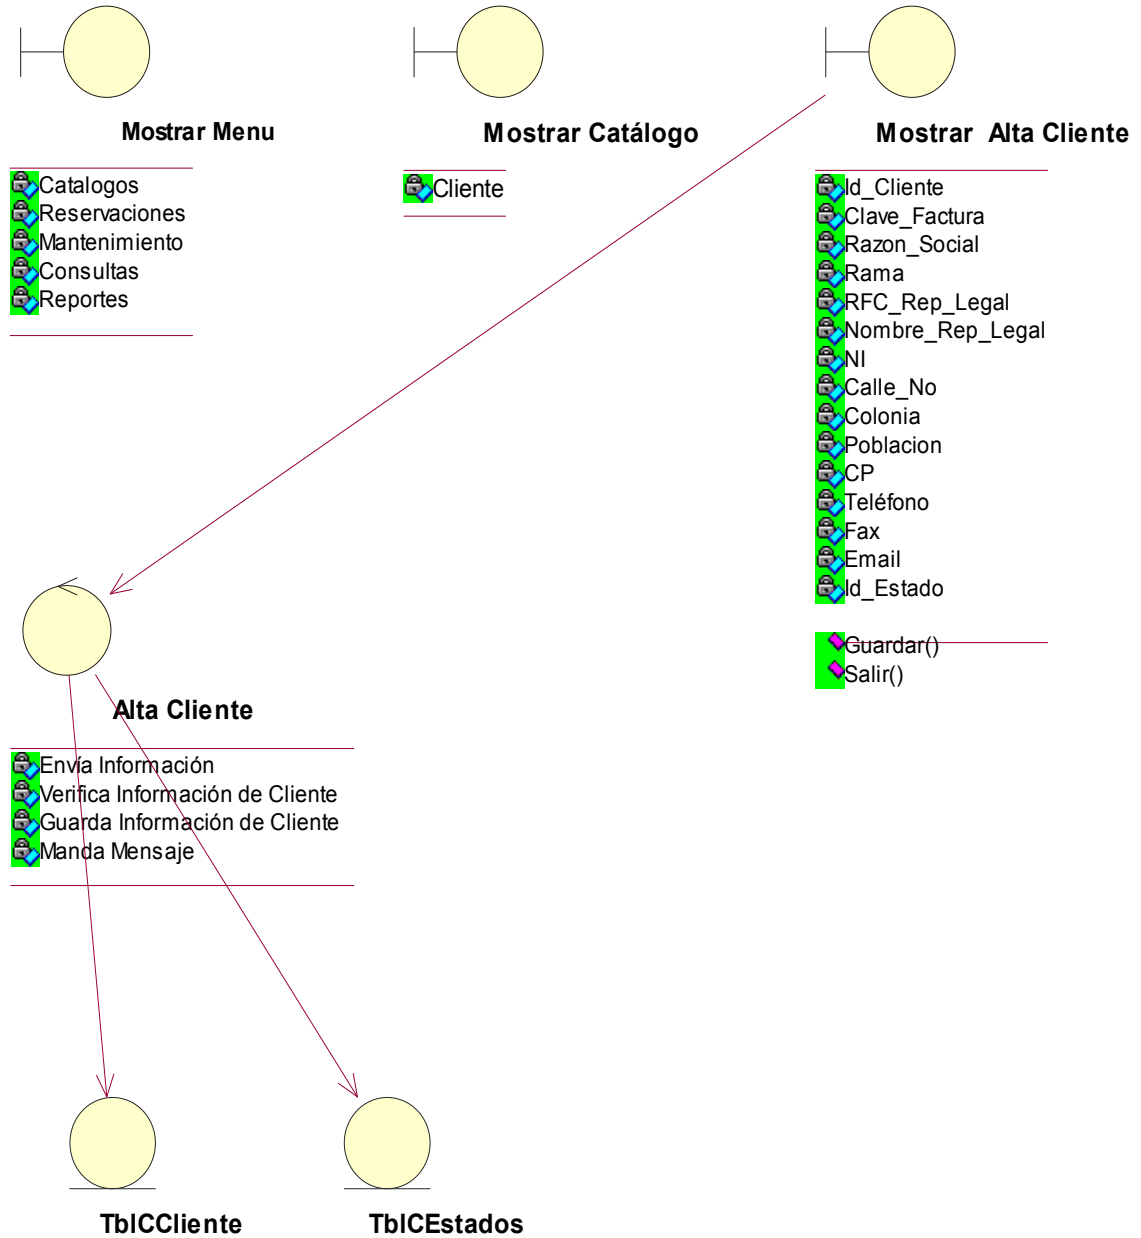 Mostrar Menu
Catalogos
Reservaciones
Mantenimiento
Consultas
Reportes
Mostrar Catálogo
Cliente
Mostrar Alta Cliente
Id_Cliente
Clave_Factura
Razon_Social
Rama
RFC_Rep_Legal
Nombre_Rep_Legal
NI
Calle_No
Colonia
Poblacion
CP
Teléfono
Fax
Email
Id_Estado
Guardar()
Salir()
Alta Cliente
Envía Información
Verifica Información de Cliente
Guarda Información de Cliente
Manda Mensaje
TblCCliente
TblCEstados